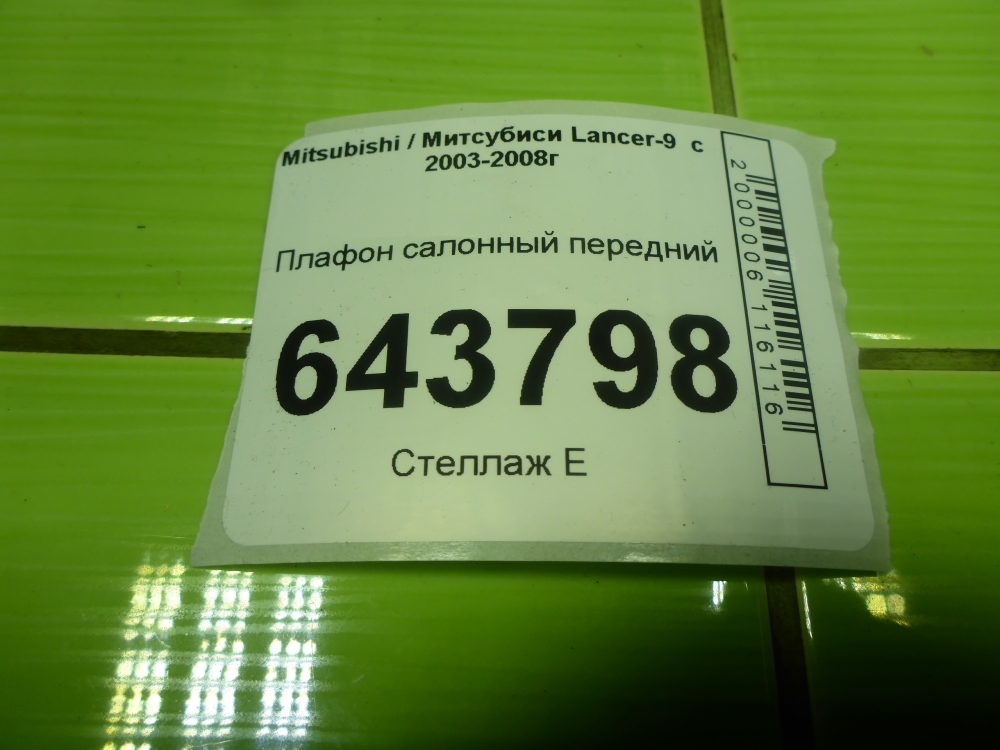 Mitsubishi / Митсубиси Lancer-9 с
2003-2008г
Плафон салонный передний
643798
Стеллаж Е
2000006116116